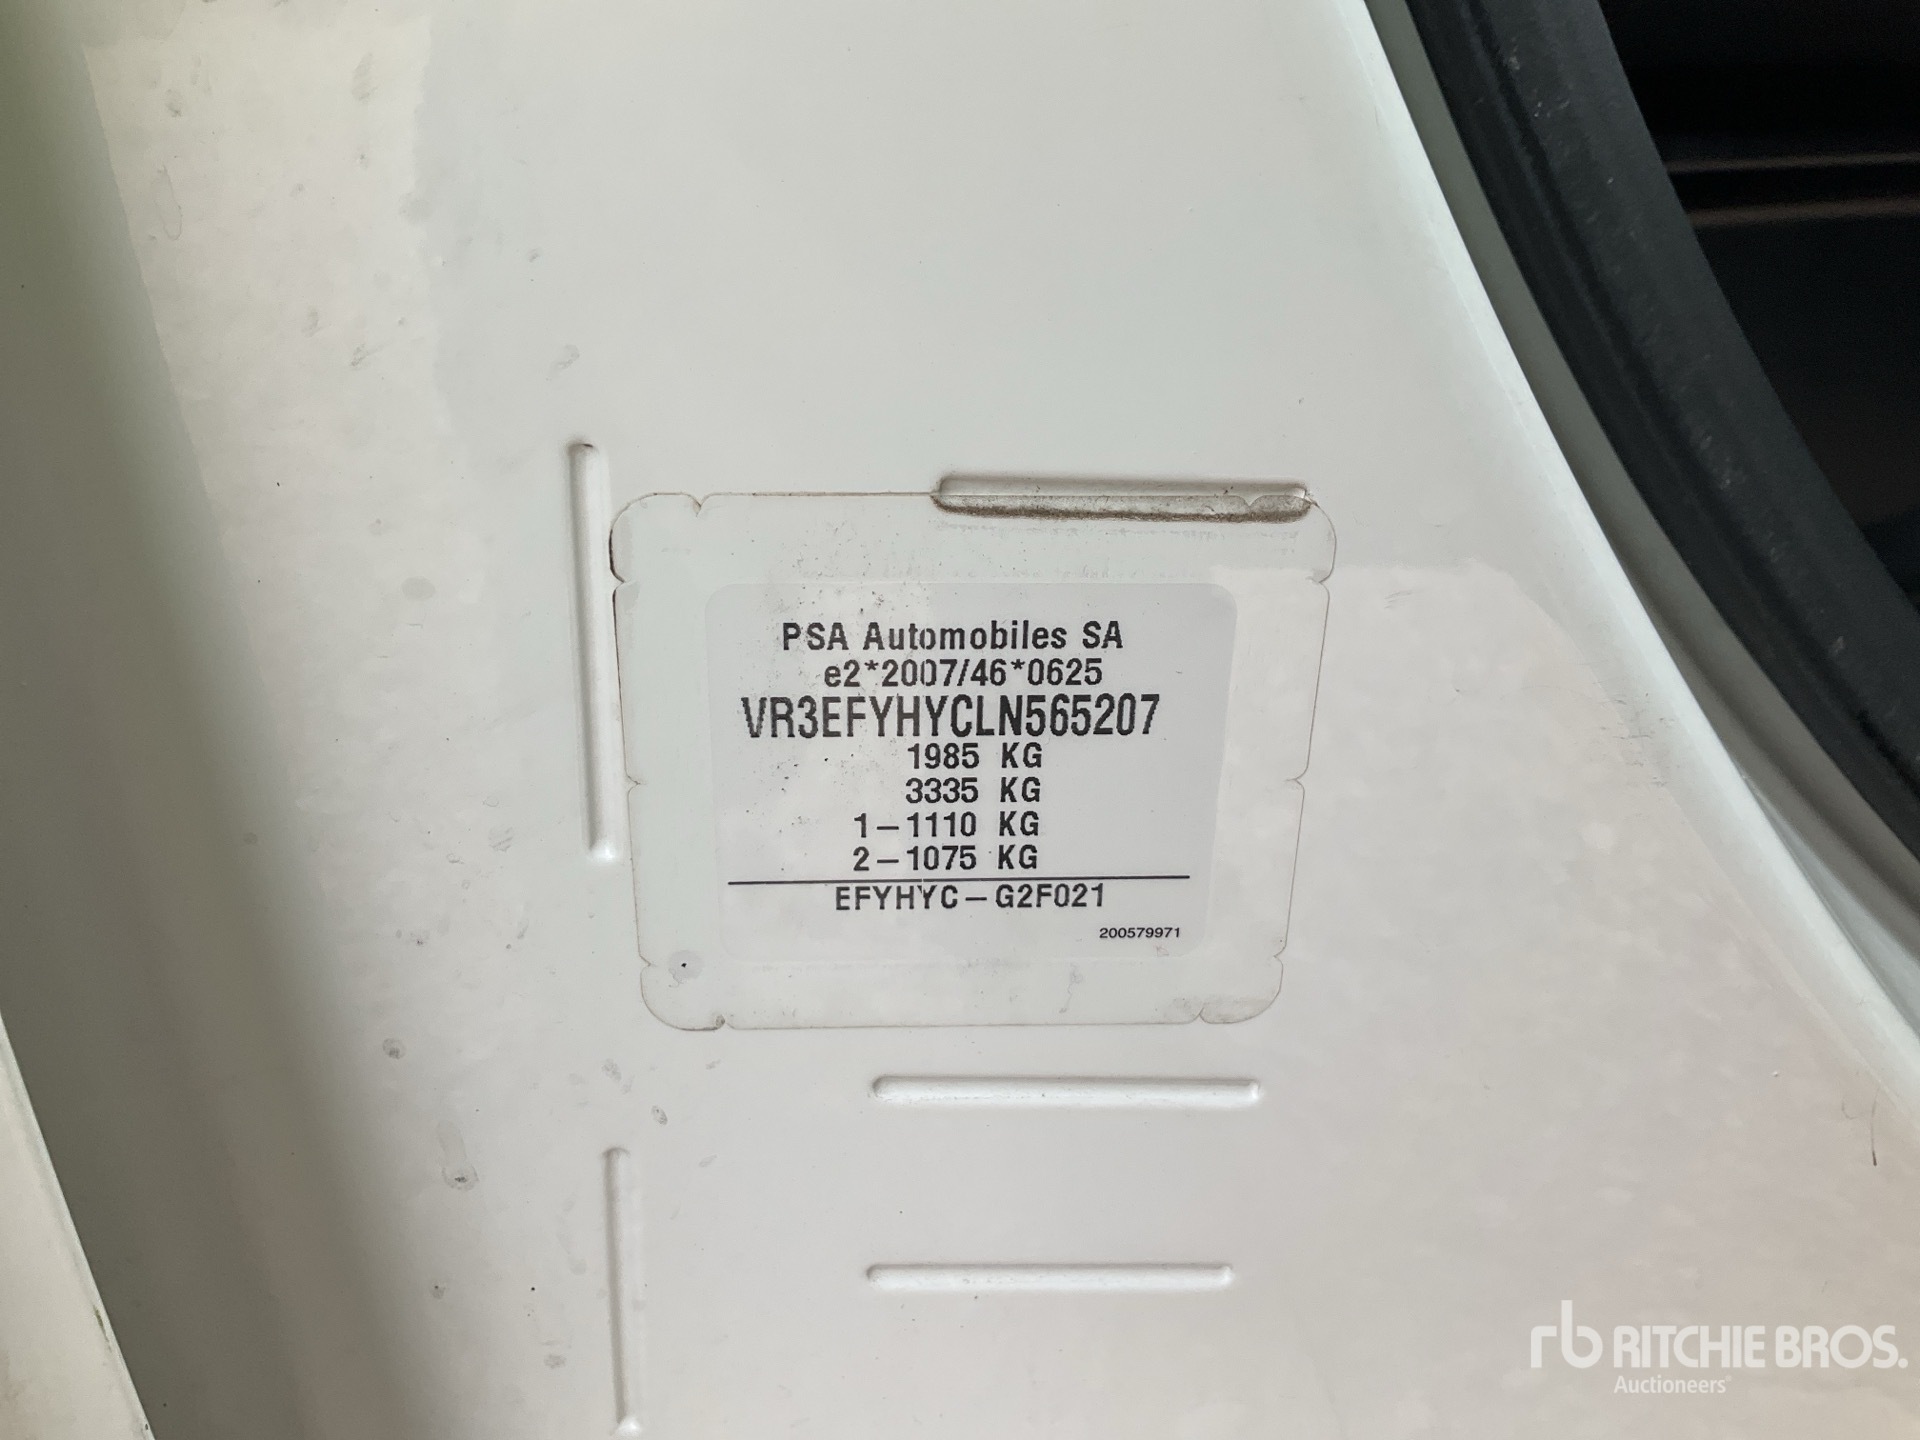 PSA Automobiles SA
e2*2007/46*0625
VR3EFYHYCLN565207
1985 KG
3335 KG
1-1110 KG
2-1075 KG
EFYHYC-G2F021
200579971
rb RITCHIE BROS.
Auctioneers